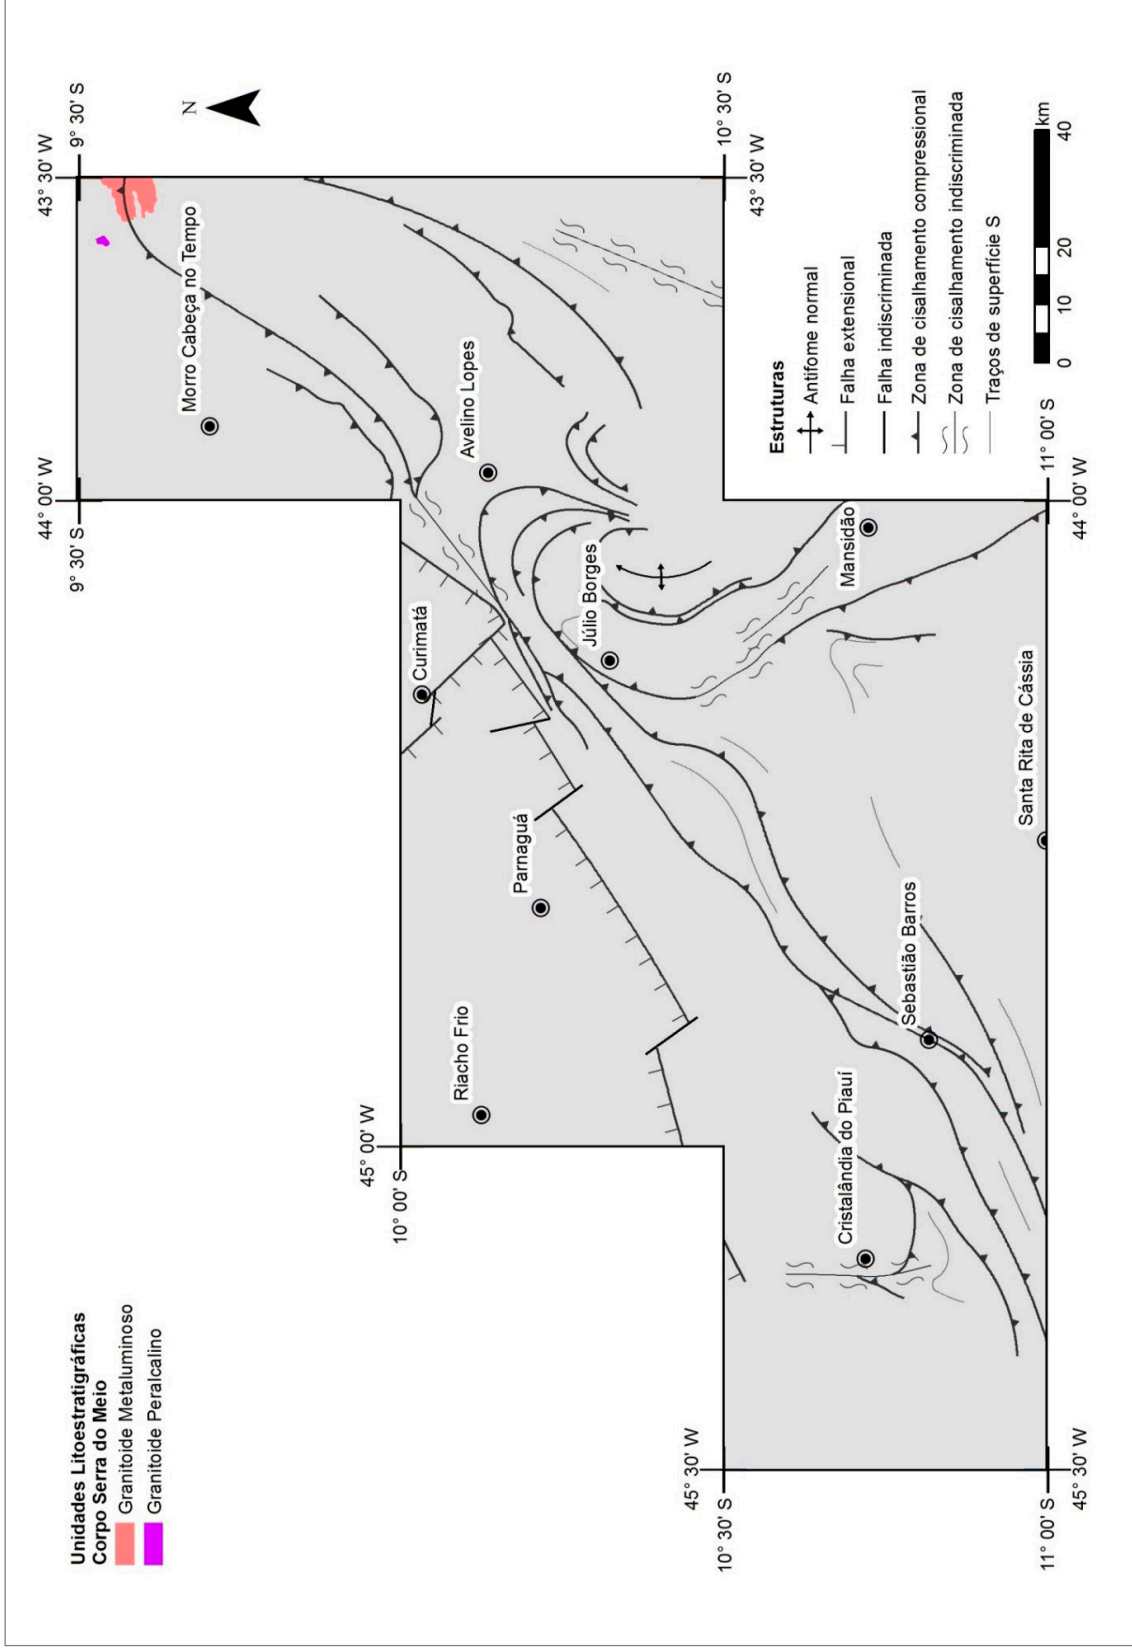 Unidades Litoestratigráficas
Corpo Serra do Meio
Granitoide Metaluminoso
Granitoide Peralcalino
44° 00' W
43° 30' W
9° 30' S
9° 30' S
N
Morro Cabeça no Tempo
45° 00' W
10° 00' S
Curimatá
Avelino Lopes
Riacho Frio
Parnaguá
Júlio Borges
45° 30' W
10° 30' S
10° 30' S
43° 30' W
Cristalândia do Piauí
Sebastião Barros
Mansidão
Santa Rita de Cássia
11° 00' S
45° 30' W
11° 00' S
44° 00' W
Estruturas
Antifome normal
Falha extensional
Falha indiscriminada
Zona de cisalhamento compressional
Zona de cisalhamento indiscriminada
Traços de superfície S
km
0 10 20 40